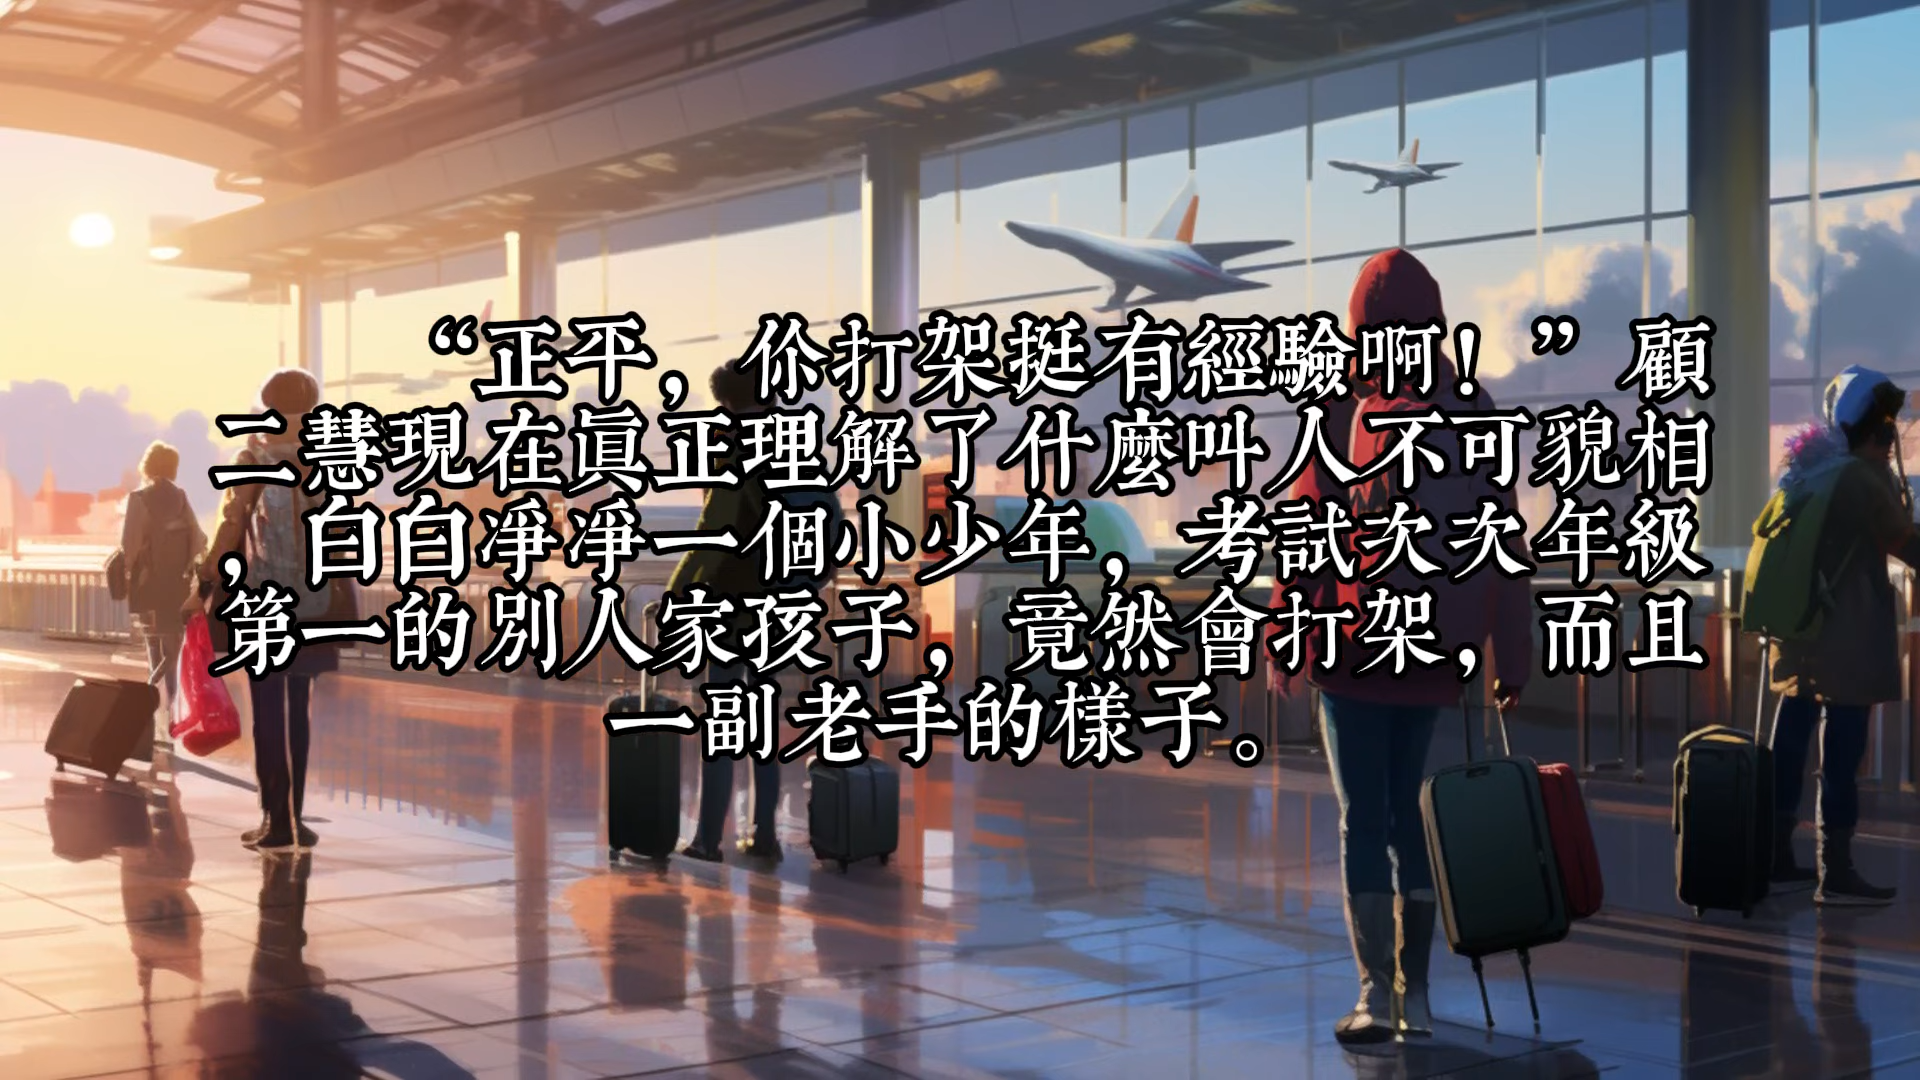 “正平，你打架挺有經驗啊！”顧
二慧現在眞正理解了什麼叫人不可貌相
，白白凈凈一個小少年，考試次次年級
第一的別人家孩子，竟然會打架，而且
一副老手的樣子。